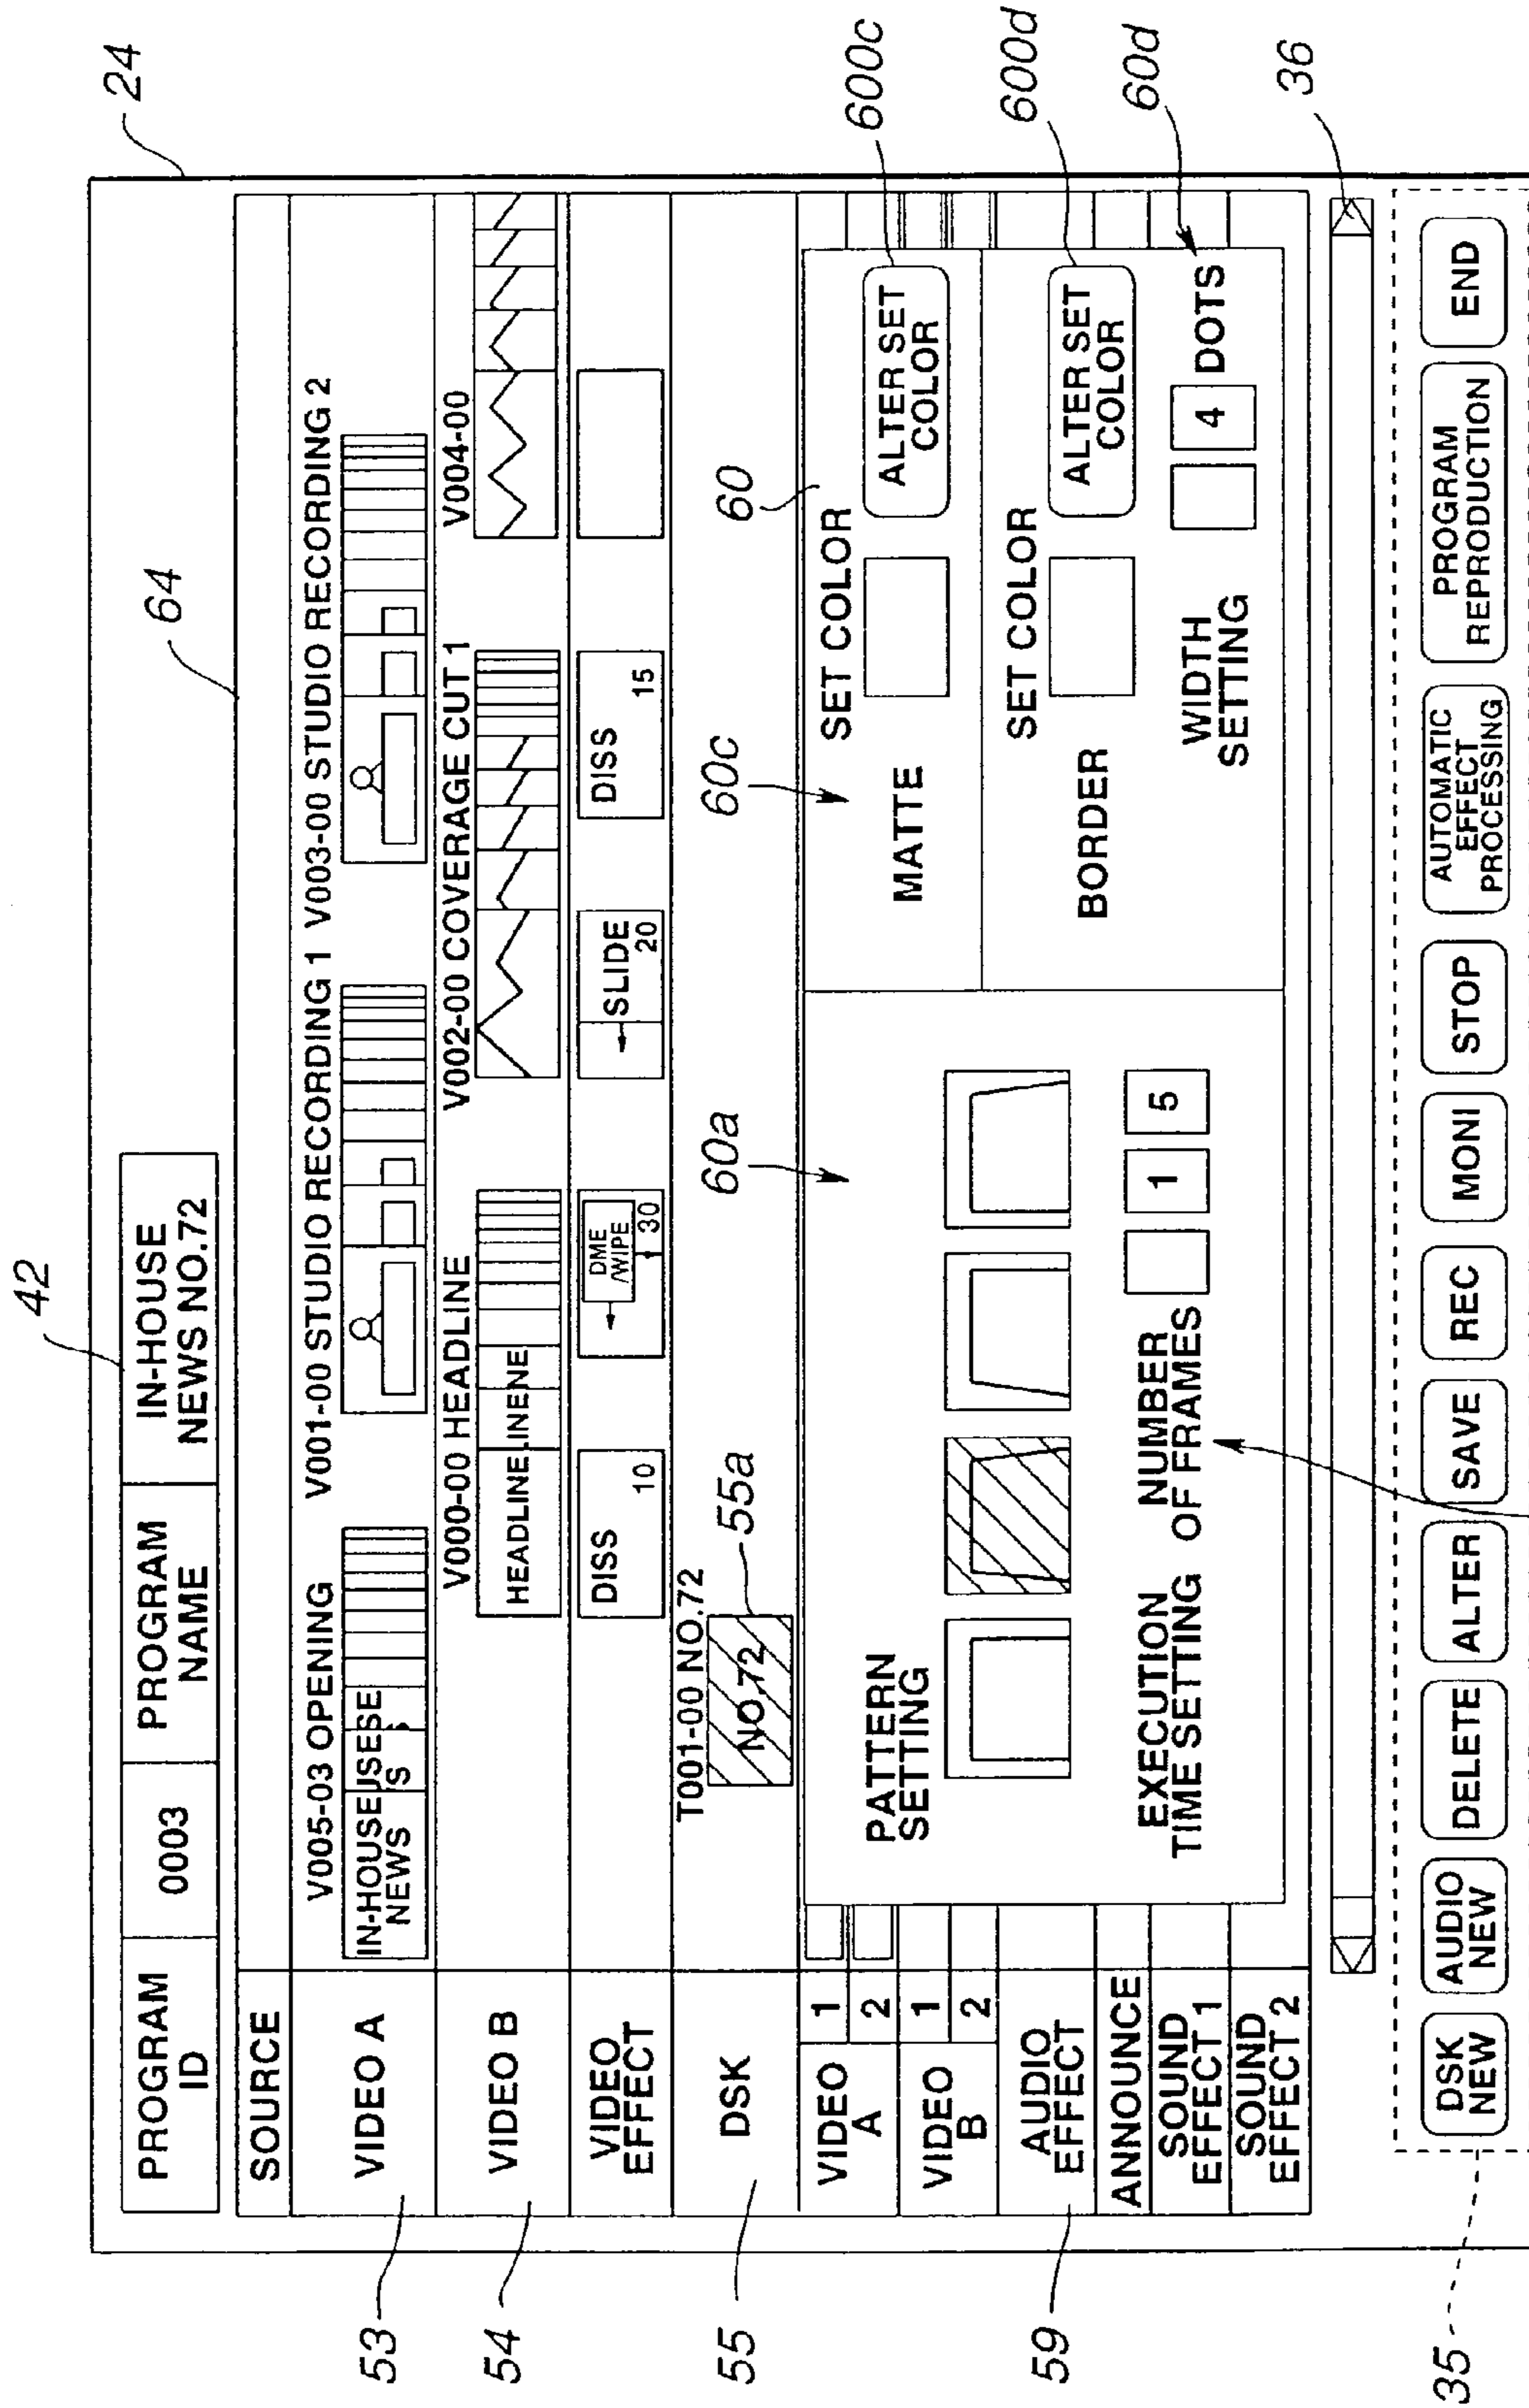 42
64
24
PROGRAM
ID
0003
PROGRAM
NAME
IN-HOUSE
NEWS NO.72
SOURCE
VIDEO A
V005-03 OPENING
V001-00 STUDIO RECORDING 1
V003-00 STUDIO RECORDING 2
IN-HOUSE
NEWS
USE
S
SE
53
VIDEO B
V000-00 HEADLINE
V002-00 COVERAGE CUT 1
V004-00
HEADLINE
LINE
NE
54
VIDEO
EFFECT
DISS
10
DME
/WIPE
30
SLIDE
20
DISS
15
DSK
T001-00 NO.72
NO.72
55a
55
60a
60c
60
VIDEO
A
1
2
VIDEO
B
1
2
AUDIO
EFFECT
59
ANNOUNCE
SOUND
EFFECT 1
SOUND
EFFECT 2
PATTERN
SETTING
EXECUTION
TIME SETTING
NUMBER
OF FRAMES
1
5
MATTE
SET COLOR
ALTER SET
COLOR
600c
BORDER
SET COLOR
ALTER SET
COLOR
600d
WIDTH
SETTING
4
DOTS
60d
36
35
DSK
NEW
AUDIO
NEW
DELETE
ALTER
SAVE
REC
MONI
STOP
AUTOMATIC
EFFECT
PROCESSING
PROGRAM
REPRODUCTION
END